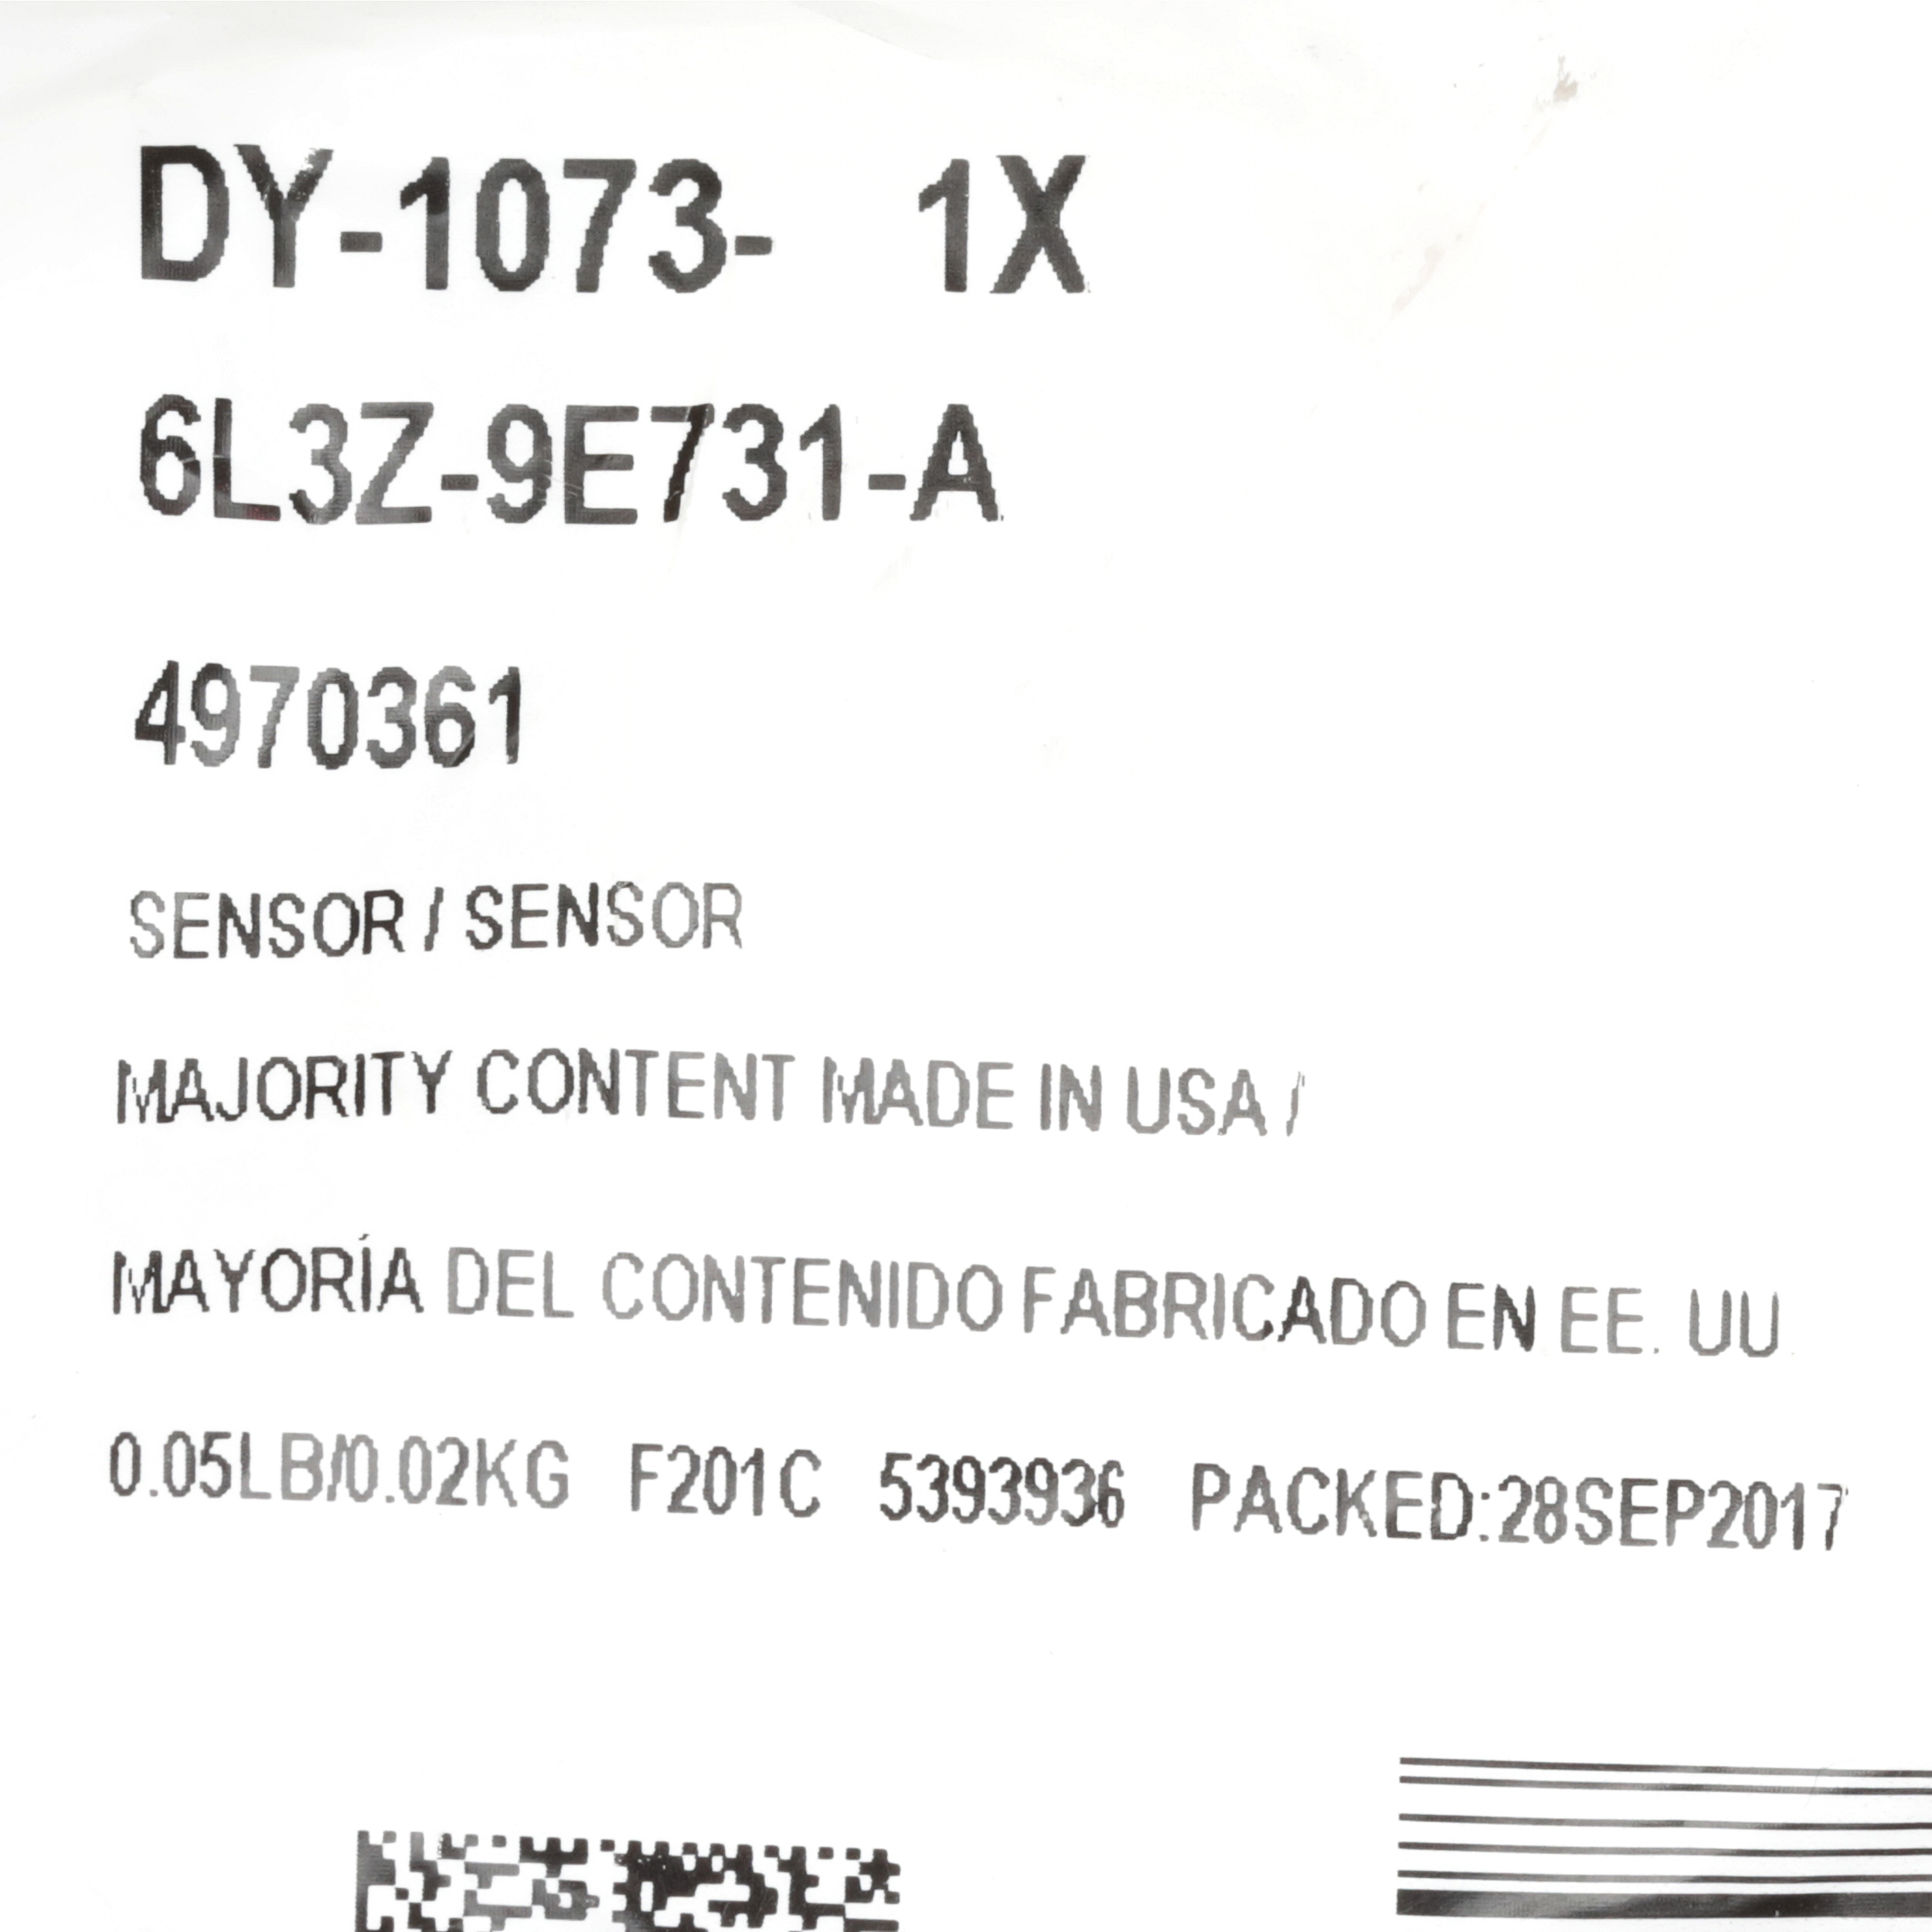 DY-1073- 1X
6L3Z-9E731-A
4970361
SENSOR / SENSOR
MAJORITY CONTENT MADE IN USA /
MAYORÍA DEL CONTENIDO FABRICADO EN EE. UU
0.05LB/0.02KG F201C 5393936 PACKED:28SEP2017